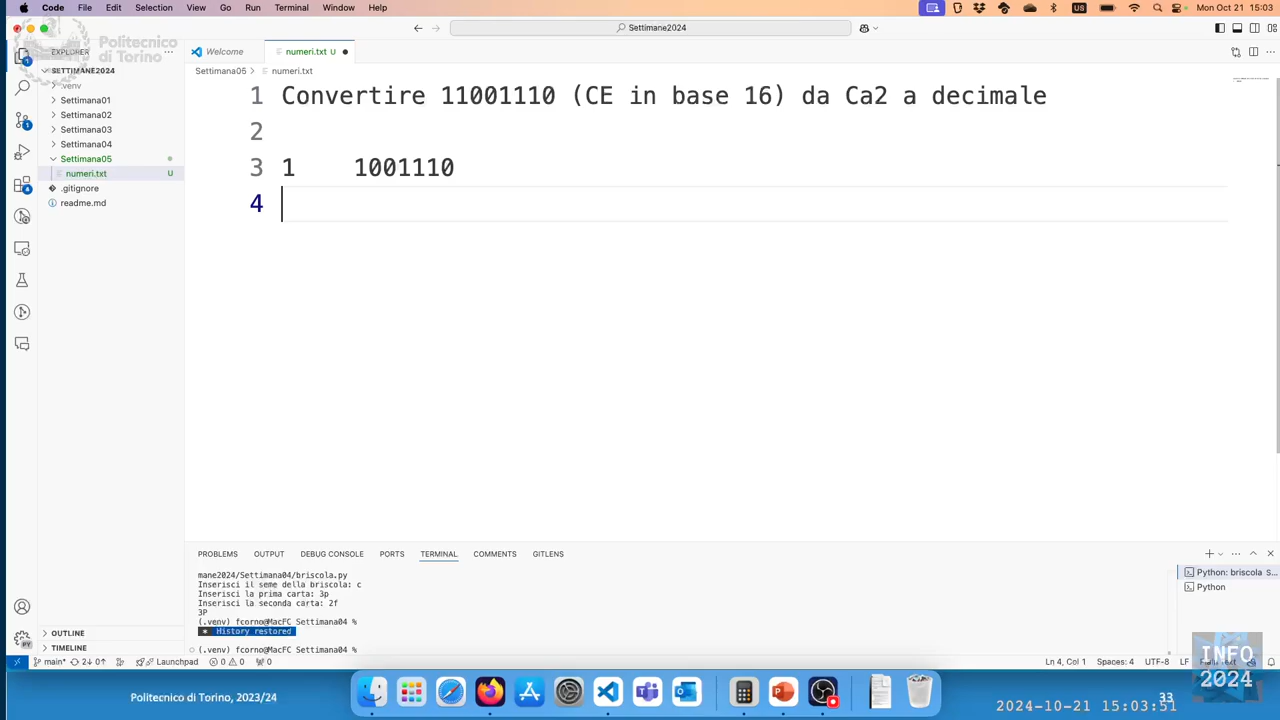 Code File Edit Selection View Go Run Terminal Window Help
Mon Oct 21 15:03
Settimane2024
Politecnico
di Torino
EXPLORER
Welcome
numeri.txt U
Settimana05 > numeri.txt
SETTIMANE2024
.venv
Settimana01
Settimana02
Settimana03
Settimana04
Settimana05
numeri.txt U
.gitignore
readme.md
1 Convertire 11001110 (CE in base 16) da Ca2 a decimale
2
3 1 1001110
4
PROBLEMS OUTPUT DEBUG CONSOLE PORTS TERMINAL COMMENTS GITLENS
mane2024/Settimana04/briscola.py
Inserisci il seme della briscola: c
Inserisci la prima carta: 3p
Inserisci la seconda carta: 2f
3P
(.venv) fcorno@MacFC Settimana04 %
* History restored
(.venv) fcorno@MacFC Settimana04 %
Python: briscola S...
Python
OUTLINE
TIMELINE
main* 2↓ 0↑ Launchpad 0 0 0
Ln 4, Col 1 Spaces: 4 UTF-8 LF
INFO
2024
Politecnico di Torino, 2023/24
33
2024-10-21 15:03:51